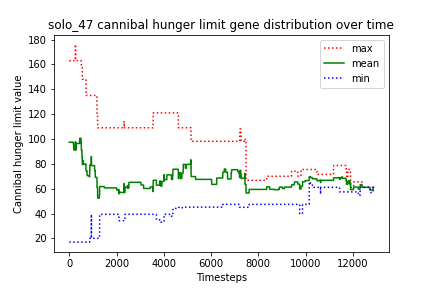 solo_47 cannibal hunger limit gene distribution over time
Cannibal hunger limit value
180
160
140
120
100
80
60
40
20
max
mean
min
0
2000
4000
6000
8000
10000
12000
Timesteps